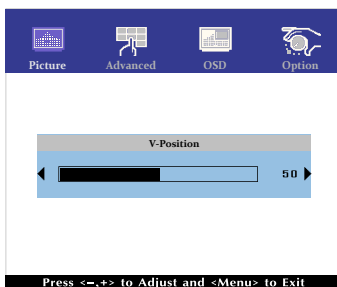 Picture Advanced OSD Option
V-Position
50
Press <–,+> to Adjust and <Menu> to Exit